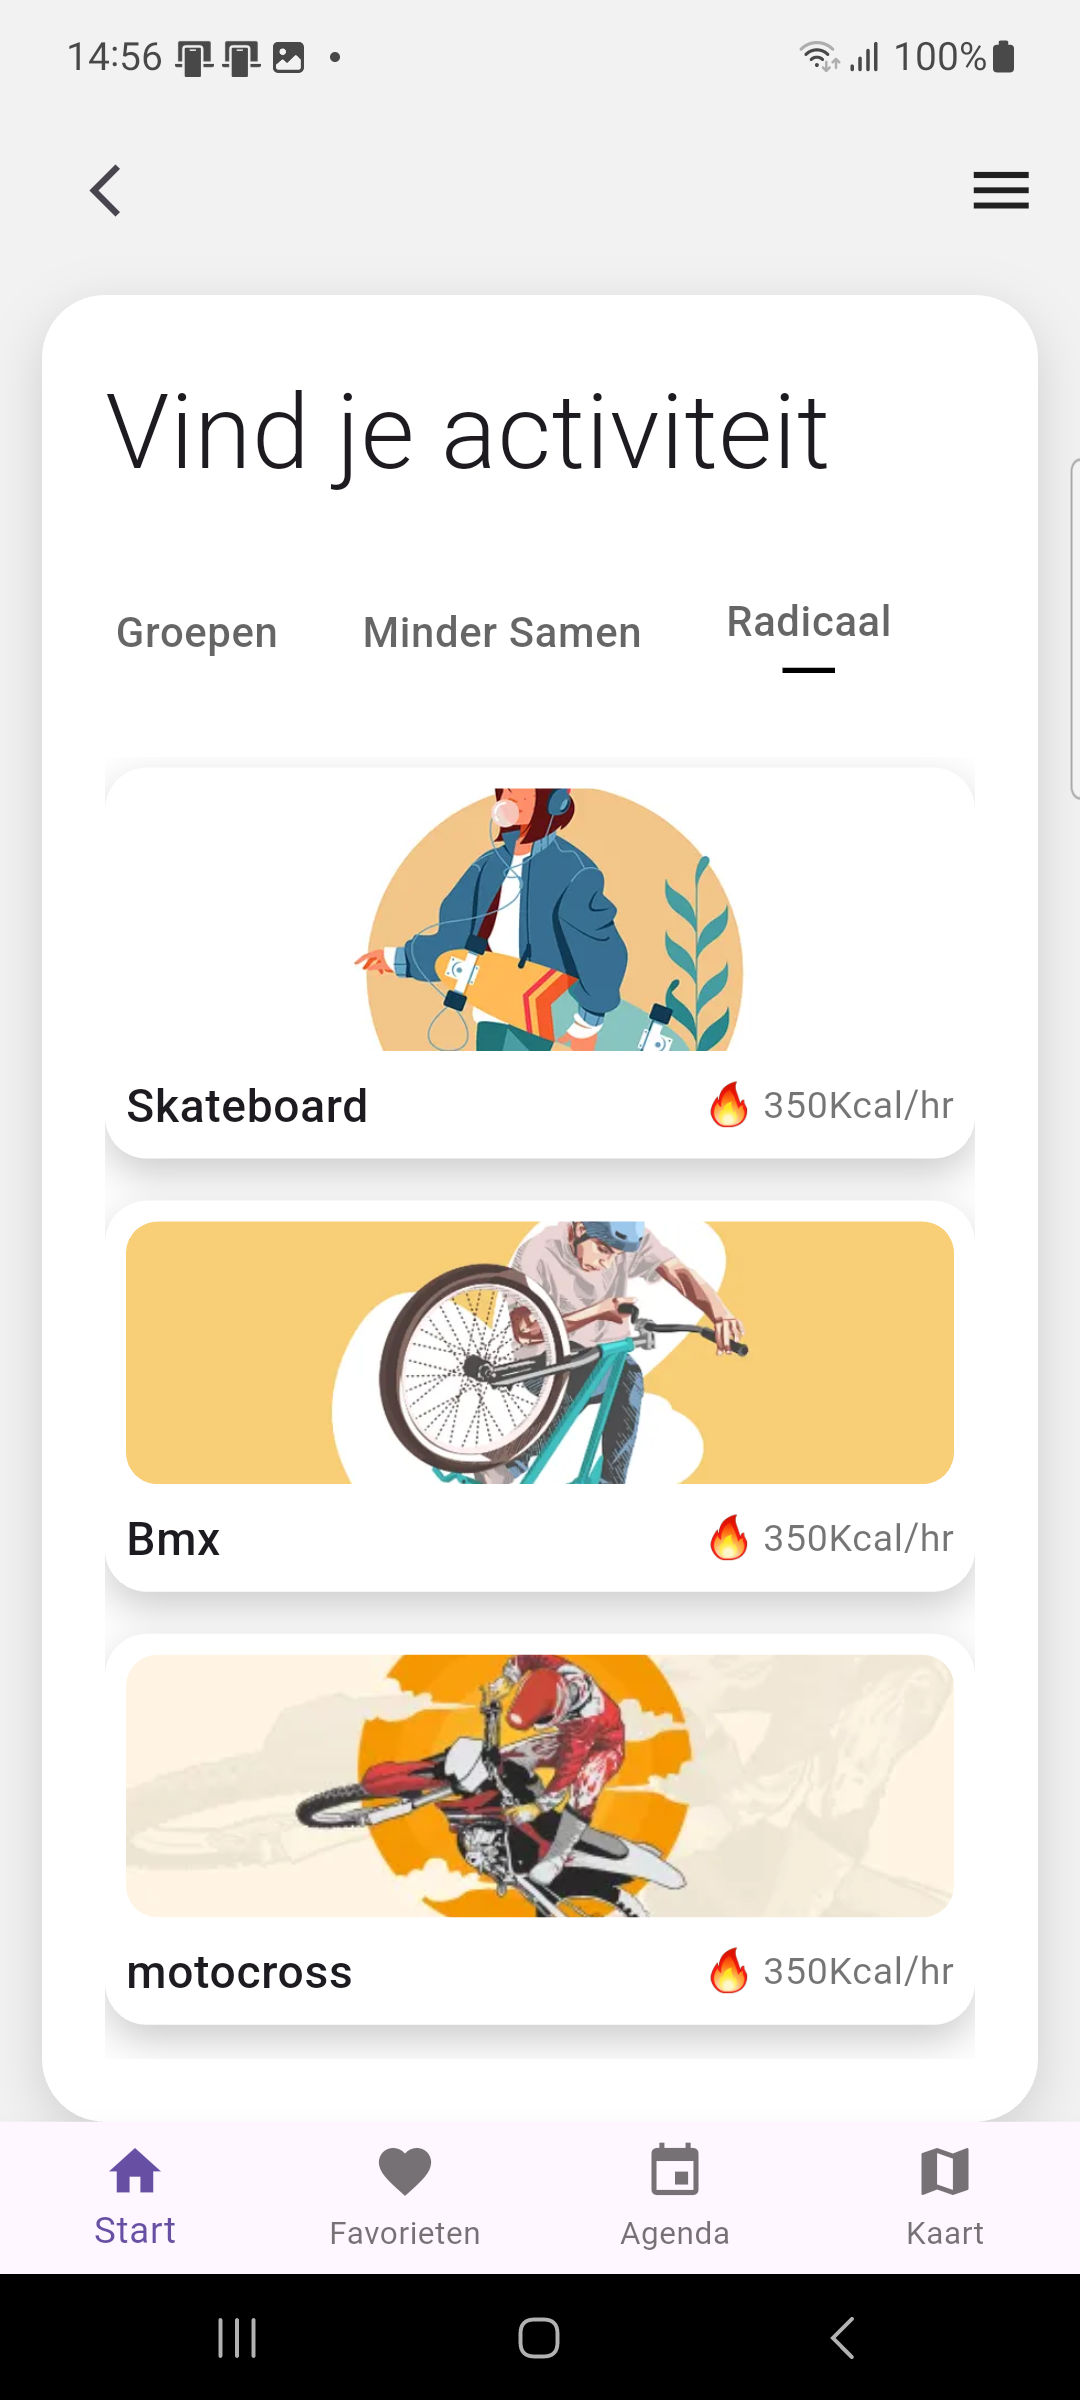 14:56
100%
Vind je activiteit
Groepen
Minder Samen
Radicaal
Skateboard
350Kcal/hr
Bmx
350Kcal/hr
motocross
350Kcal/hr
Start
Favorieten
Agenda
Kaart